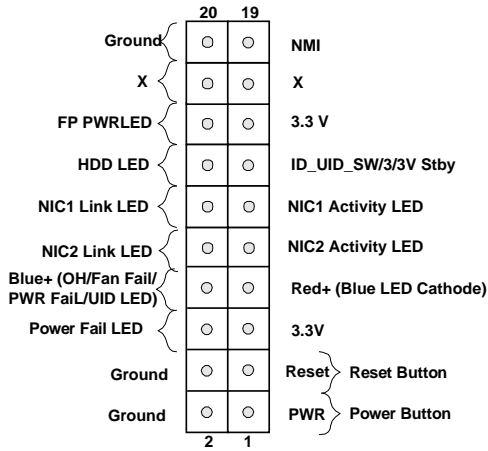 20 19
Ground NMI
X X
FP PWRLED 3.3 V
HDD LED ID_UID_SW/3/3V Stby
NIC1 Link LED NIC1 Activity LED
NIC2 Link LED NIC2 Activity LED
Blue+ (OH/Fan Fail/
PWR FaiL/UID LED) Red+ (Blue LED Cathode)
Power Fail LED 3.3V
Ground Reset Reset Button
Ground PWR Power Button
2 1